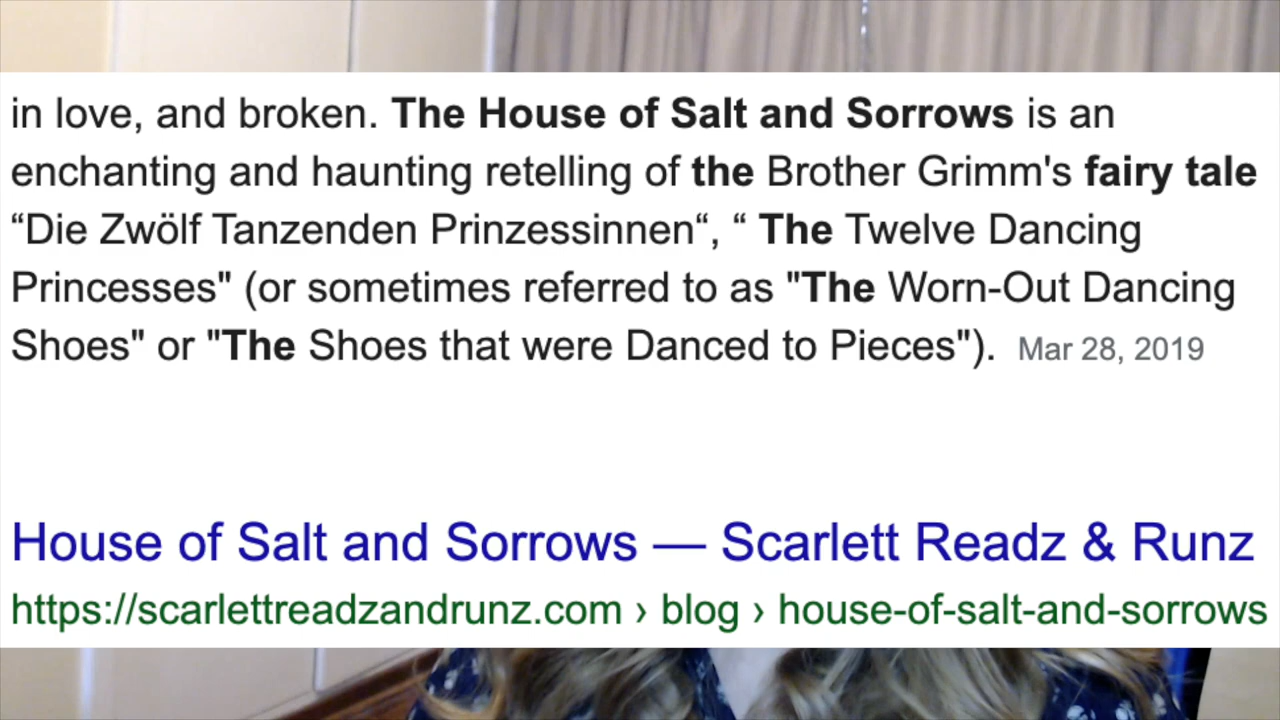 in love, and broken. The House of Salt and Sorrows is an
enchanting and haunting retelling of the Brother Grimm's fairy tale
“Die Zwölf Tanzenden Prinzessinnen“, “ The Twelve Dancing
Princesses" (or sometimes referred to as "The Worn-Out Dancing
Shoes" or "The Shoes that were Danced to Pieces"). Mar 28, 2019
House of Salt and Sorrows — Scarlett Readz & Runz
https://scarlettreadzandrunz.com › blog › house-of-salt-and-sorrows